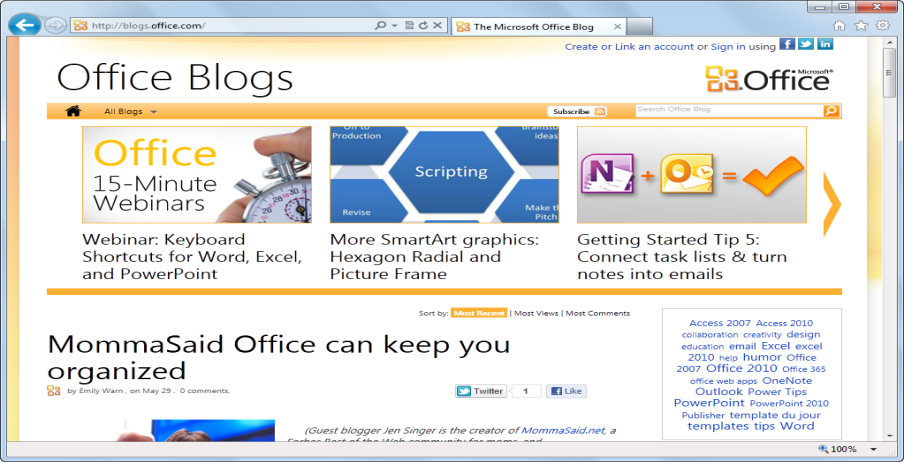 http://blogs.office.com/
The Microsoft Office Blog
Create or Link an account or Sign in using
Office Blogs
Microsoft®
Office
All Blogs
Subscribe
Search Office Blog
Office
15-Minute
Webinars
Off to
Production
Brainstorm
ideas
Scripting
Revise
Make the
Pitch
N + O =
Webinar: Keyboard
Shortcuts for Word, Excel,
and PowerPoint
More SmartArt graphics:
Hexagon Radial and
Picture Frame
Getting Started Tip 5:
Connect task lists & turn
notes into emails
Sort by: Most Recent | Most Views | Most Comments
MommaSaid Office can keep you
organized
by Emily Warn , on May 29 . 0 comments.
Twitter 1 Like
(Guest blogger Jen Singer is the creator of MommaSaid.net, a
Forbes Best of the Web community for moms, and
Access 2007 Access 2010
collaboration creativity design
education email Excel excel
2010 help humor Office
2007 Office 2010 Office 365
office web apps OneNote
Outlook Power Tips
PowerPoint PowerPoint 2010
Publisher template du jour
templates tips Word
100%